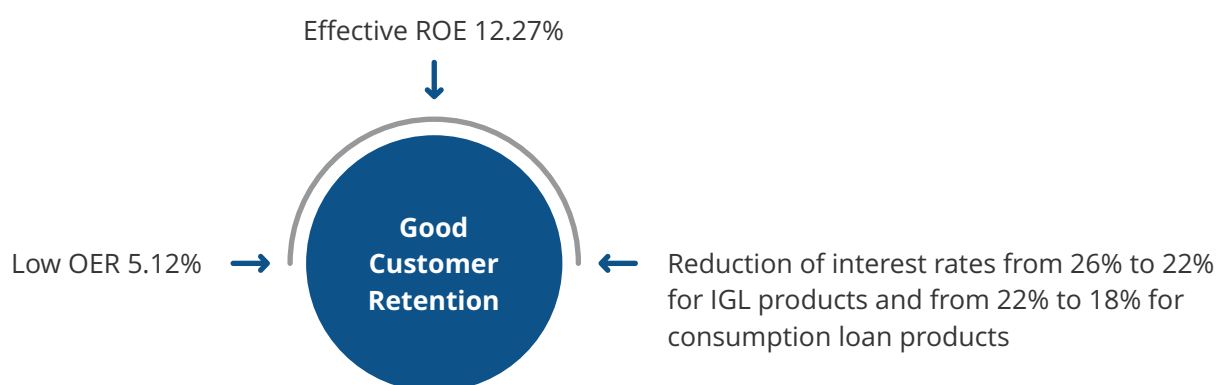 Effective ROE 12.27%
Low OER 5.12%
Good
Customer
Retention
Reduction of interest rates from 26% to 22%
for IGL products and from 22% to 18% for
consumption loan products